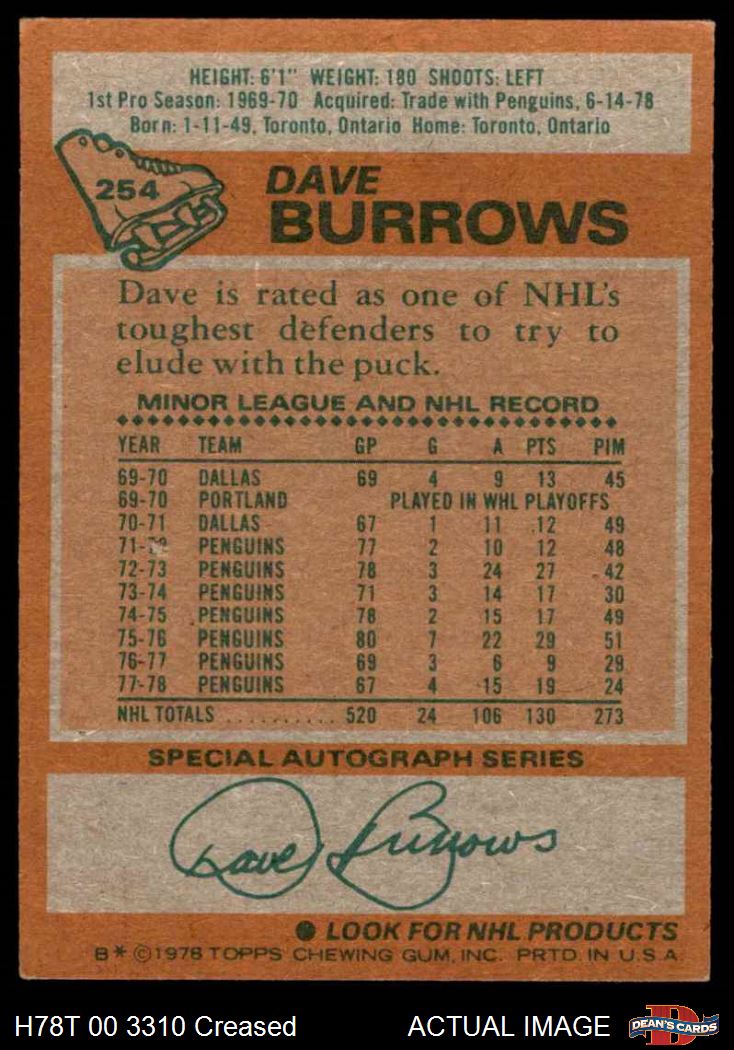 HEIGHT: 6'1" WEIGHT: 180 SHOOTS: LEFT
1st Pro Season: 1969-70 Acquired: Trade with Penguins, 6-14-78
Born: 1-11-49, Toronto, Ontario Home: Toronto, Ontario
254
DAVE
BURROWS
Dave is rated as one of NHL's
toughest defenders to try to
elude with the puck.
MINOR LEAGUE AND NHL RECORD
YEAR TEAM GP G A PTS PIM
69-70 DALLAS 69 4 9 13 45
69-70 PORTLAND PLAYED IN WHL PLAYOFFS
70-71 DALLAS 67 1 11 12 49
71-72 PENGUINS 77 2 10 12 48
72-73 PENGUINS 78 3 24 27 42
73-74 PENGUINS 71 3 14 17 30
74-75 PENGUINS 78 2 15 17 49
75-76 PENGUINS 80 7 22 29 51
76-77 PENGUINS 69 3 6 9 29
77-78 PENGUINS 67 4 15 19 24
NHL TOTALS .......... 520 24 106 130 273
SPECIAL AUTOGRAPH SERIES
Dave Burrows
● LOOK FOR NHL PRODUCTS
B* ©1978 TOPPS CHEWING GUM, INC. PRTD. IN U.S.A.
H78T 00 3310 Creased ACTUAL IMAGE
D
DEAN'S CARDS